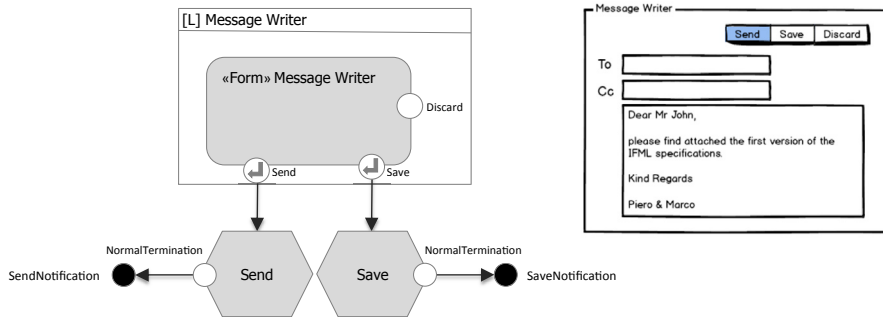 [L] Message Writer
«Form» Message Writer
Discard
Send
Save
NormalTermination
NormalTermination
SendNotification
Send
Save
SaveNotification
Message Writer
Send Save Discard
To
Cc
Dear Mr John,
please find attached the first version of the
IFML specifications.
Kind Regards
Piero & Marco